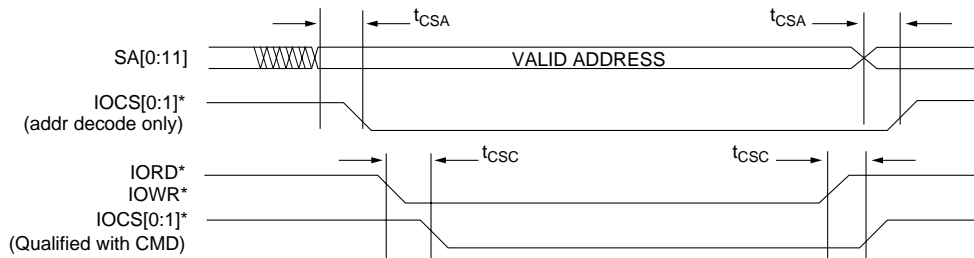 tCSA tCSA
SA[0:11] VALID ADDRESS
IOCS[0:1]*
(addr decode only)
tCSC tCSC
IORD*
IOWR*
IOCS[0:1]*
(Qualified with CMD)